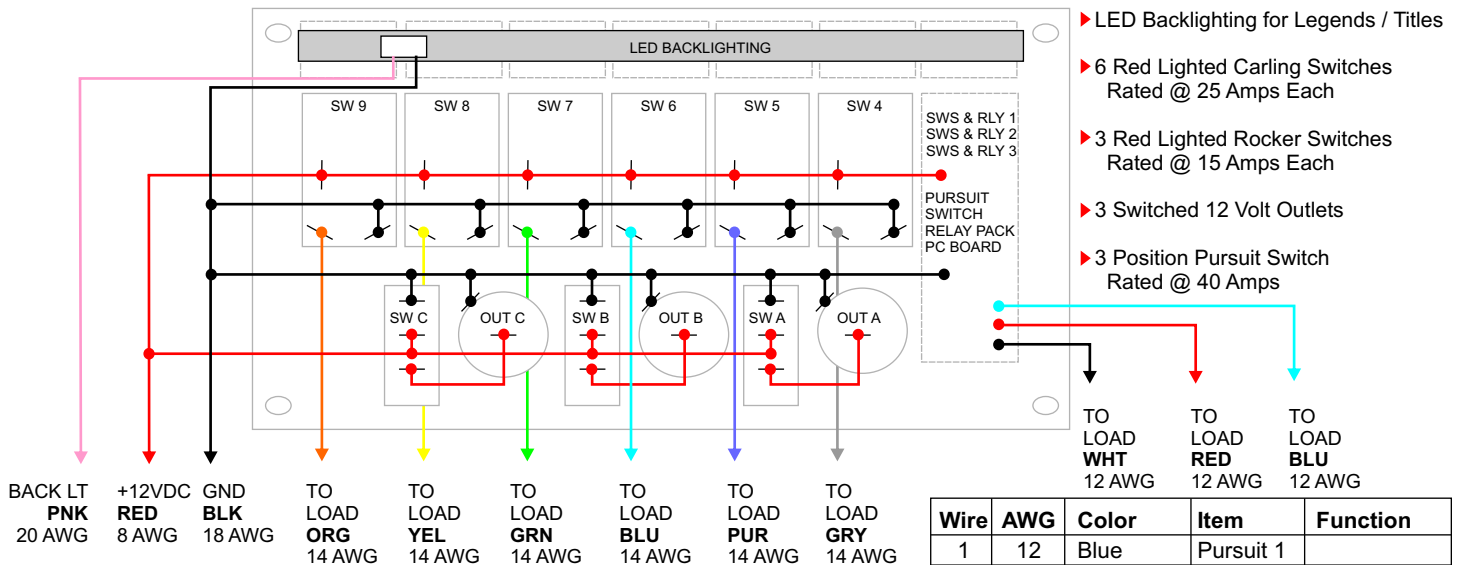 LED BACKLIGHTING
SW 9
SW 8
SW 7
SW 6
SW 5
SW 4
SWS & RLY 1
SWS & RLY 2
SWS & RLY 3
PURSUIT
SWITCH
RELAY PACK
PC BOARD
SW C
OUT C
SW B
OUT B
SW A
OUT A
LED Backlighting for Legends / Titles
6 Red Lighted Carling Switches
Rated @ 25 Amps Each
3 Red Lighted Rocker Switches
Rated @ 15 Amps Each
3 Switched 12 Volt Outlets
3 Position Pursuit Switch
Rated @ 40 Amps
TO
LOAD
WHT
12 AWG
TO
LOAD
RED
12 AWG
TO
LOAD
BLU
12 AWG
BACK LT
PNK
20 AWG
+12VDC
RED
8 AWG
GND
BLK
18 AWG
TO
LOAD
ORG
14 AWG
TO
LOAD
YEL
14 AWG
TO
LOAD
GRN
14 AWG
TO
LOAD
BLU
14 AWG
TO
LOAD
PUR
14 AWG
TO
LOAD
GRY
14 AWG
Wire AWG Color Item Function
1 12 Blue Pursuit 1